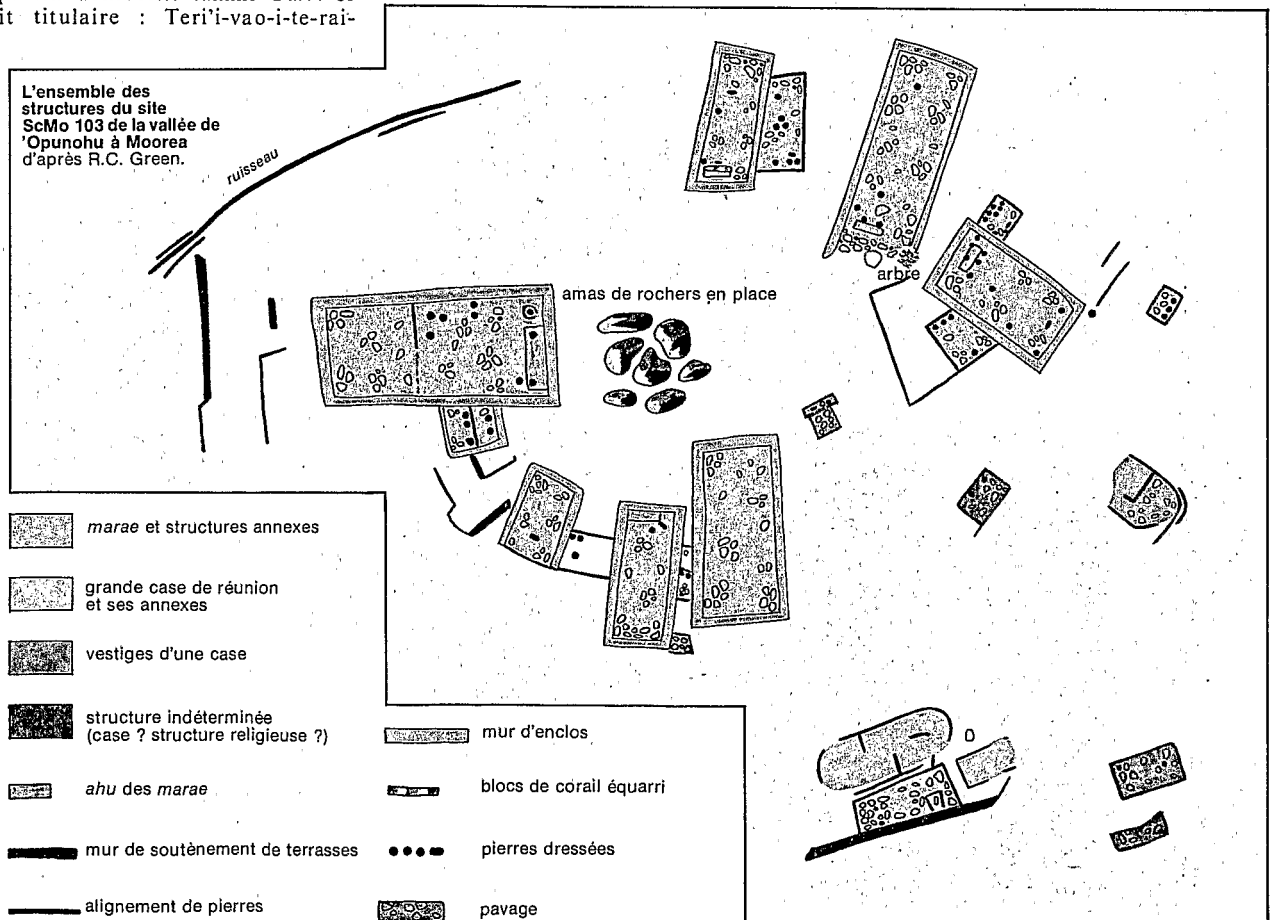 it titulaire : Teri'i-vao-i-te-rai-
L'ensemble des
structures du site
ScMo 103 de la vallée de
'Opunohu à Moorea
d'après R.C. Green.
ruisseau
amas de rochers en place
arbre
marae et structures annexes
grande case de réunion
et ses annexes
vestiges d'une case
structure indéterminée
(case ? structure religieuse ?)
ahu des marae
mur de soutènement de terrasses
alignement de pierres
mur d'enclos
blocs de corail équarri
pierres dressées
pavage